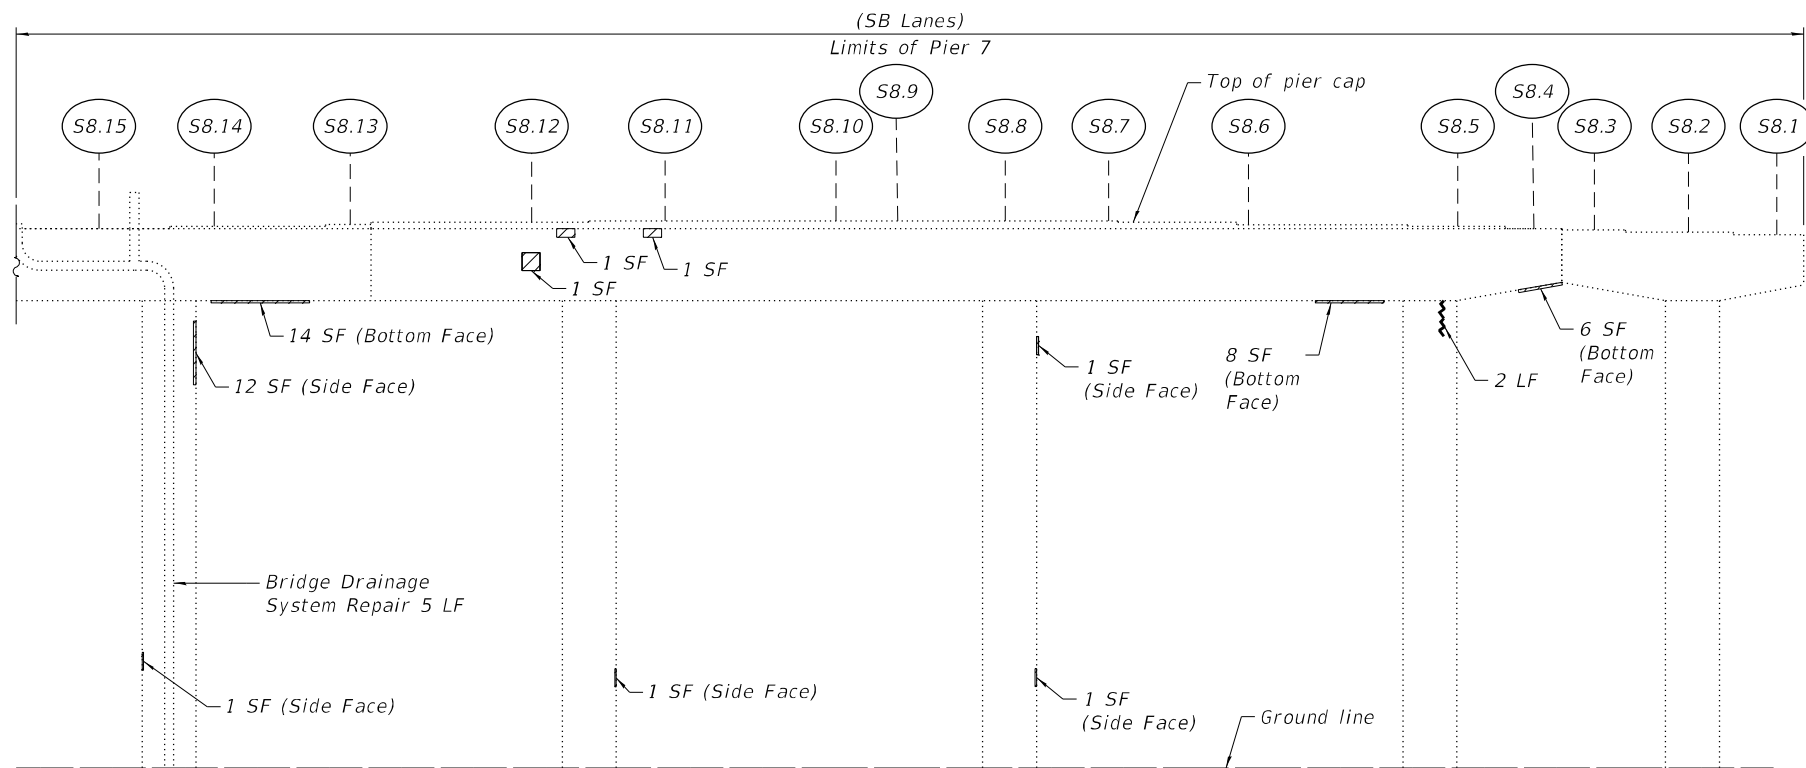 (SB Lanes)
Limits of Pier 7
S8.15
S8.14
S8.13
S8.12
S8.11
S8.10
S8.9
S8.8
S8.7
S8.6
S8.5
S8.4
S8.3
S8.2
S8.1
Top of pier cap
1 SF
1 SF
1 SF
14 SF (Bottom Face)
12 SF (Side Face)
1 SF
(Side Face)
8 SF
(Bottom
Face)
2 LF
6 SF
(Bottom
Face)
Bridge Drainage
System Repair 5 LF
1 SF (Side Face)
1 SF (Side Face)
1 SF
(Side Face)
Ground line